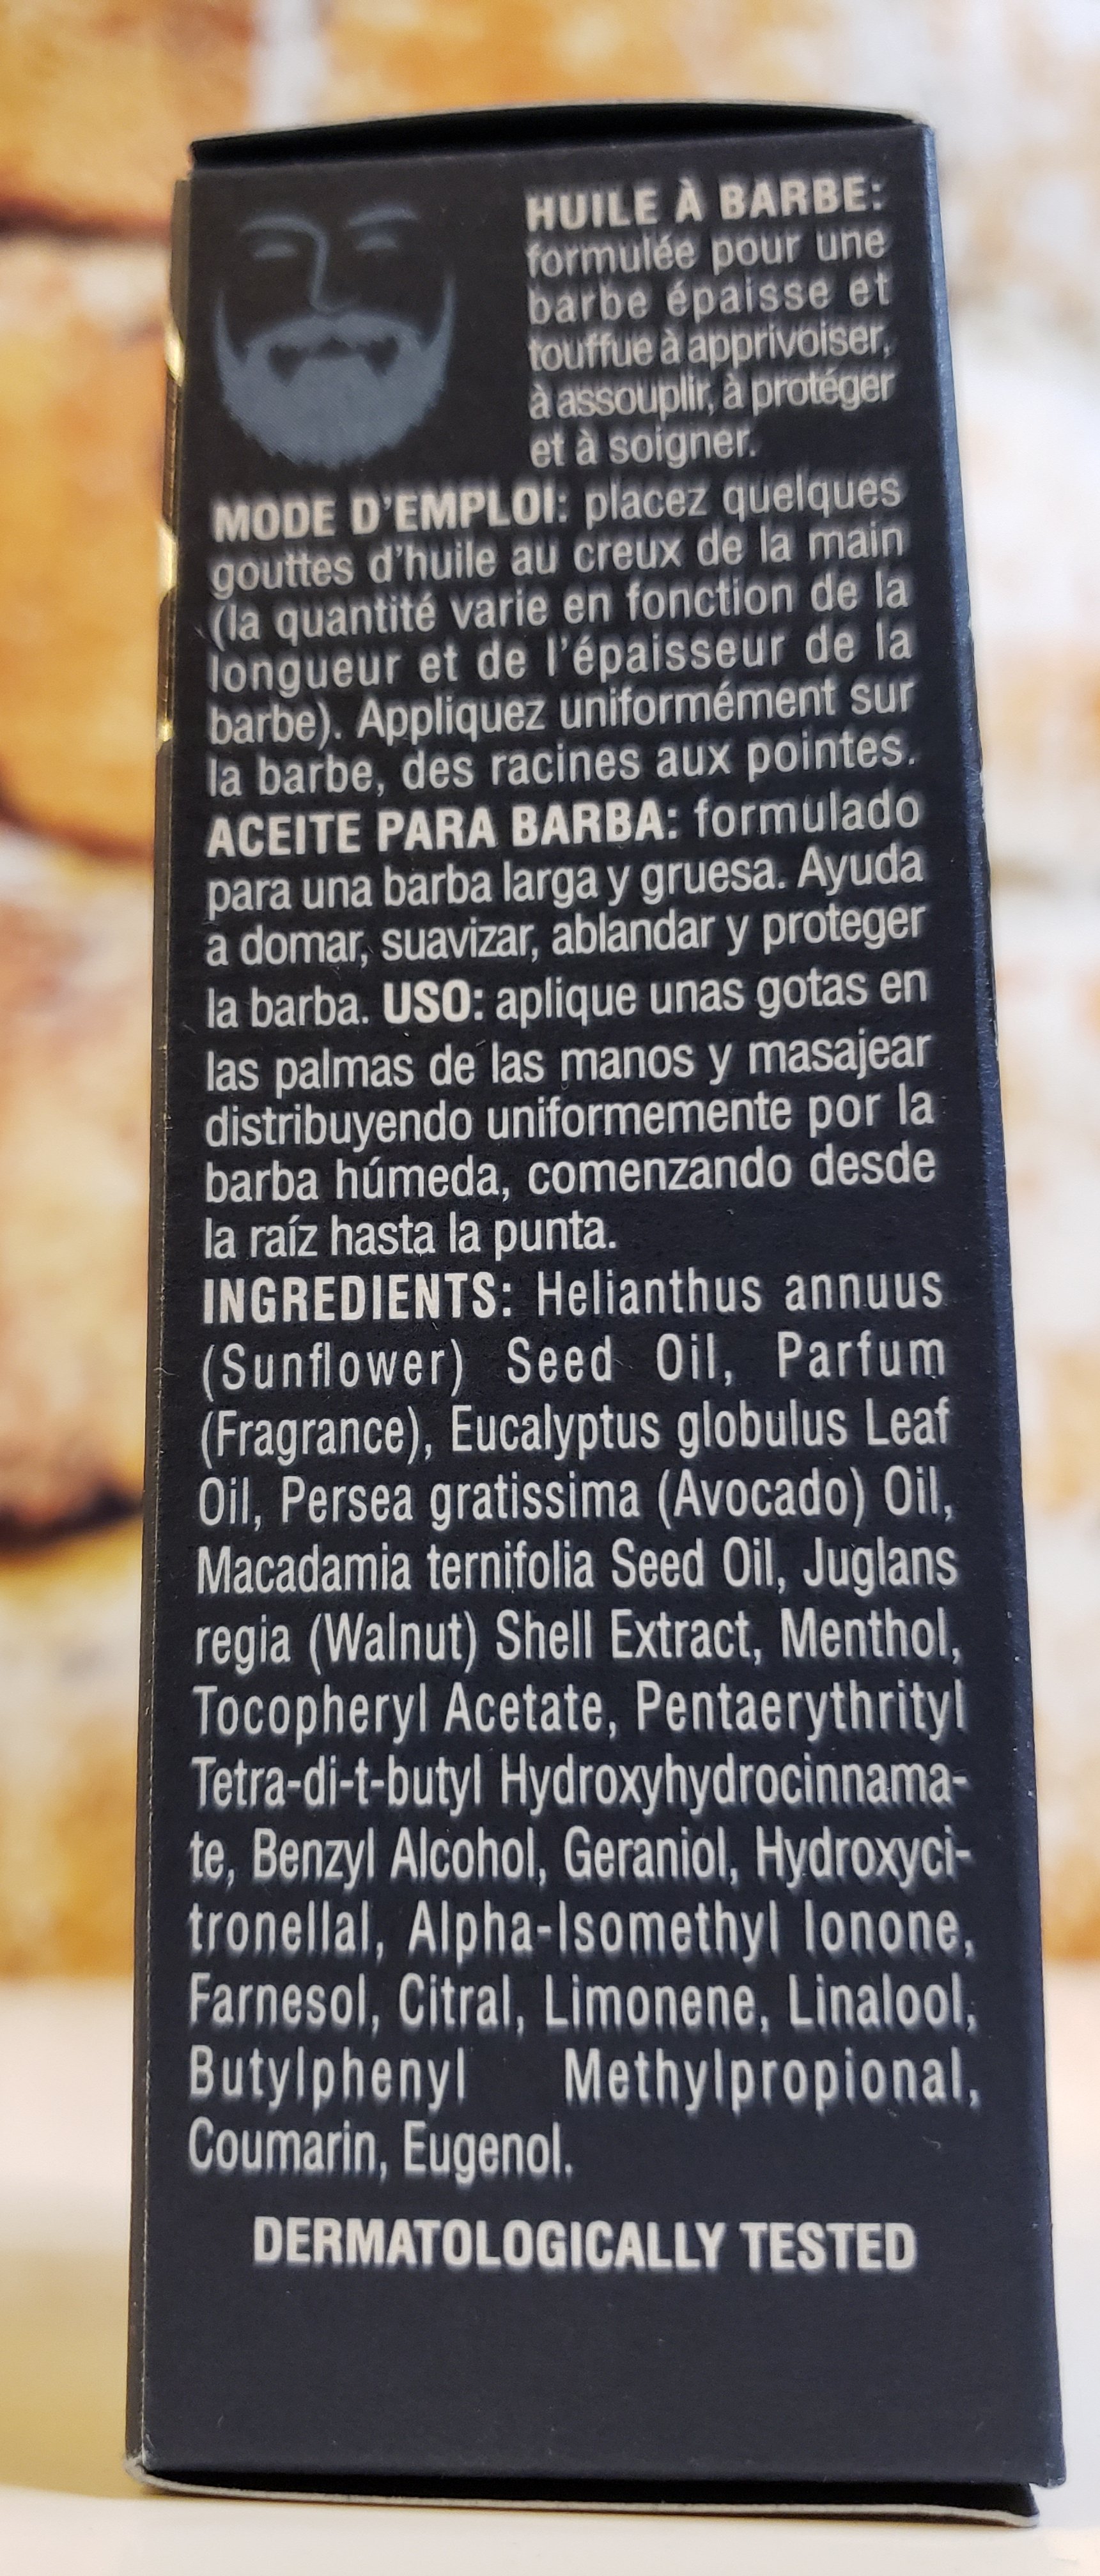 HUILE À BARBE:
formulée pour une
barbe épaisse et
touffue à apprivoiser,
à assouplir, à protéger
et à soigner.
MODE D'EMPLOI: placez quelques
gouttes d'huile au creux de la main
(la quantité varie en fonction de la
longueur et de l'épaisseur de la
barbe). Appliquez uniformément sur
la barbe, des racines aux pointes.
ACEITE PARA BARBA: formulado
para una barba larga y gruesa. Ayuda
a domar, suavizar, ablandar y proteger
la barba. USO: aplique unas gotas en
las palmas de las manos y masajear
distribuyendo uniformemente por la
barba húmeda, comenzando desde
la raíz hasta la punta.
INGREDIENTS: Helianthus annuus
(Sunflower) Seed Oil, Parfum
(Fragrance), Eucalyptus globulus Leaf
Oil, Persea gratissima (Avocado) Oil,
Macadamia ternifolia Seed Oil, Juglans
regia (Walnut) Shell Extract, Menthol,
Tocopheryl Acetate, Pentaerythrityl
Tetra-di-t-butyl Hydroxyhydrocinnama-
te, Benzyl Alcohol, Geraniol, Hydroxyci-
tronellal, Alpha-Isomethyl Ionone,
Farnesol, Citral, Limonene, Linalool,
Butylphenyl Methylpropional,
Coumarin, Eugenol.
DERMATOLOGICALLY TESTED